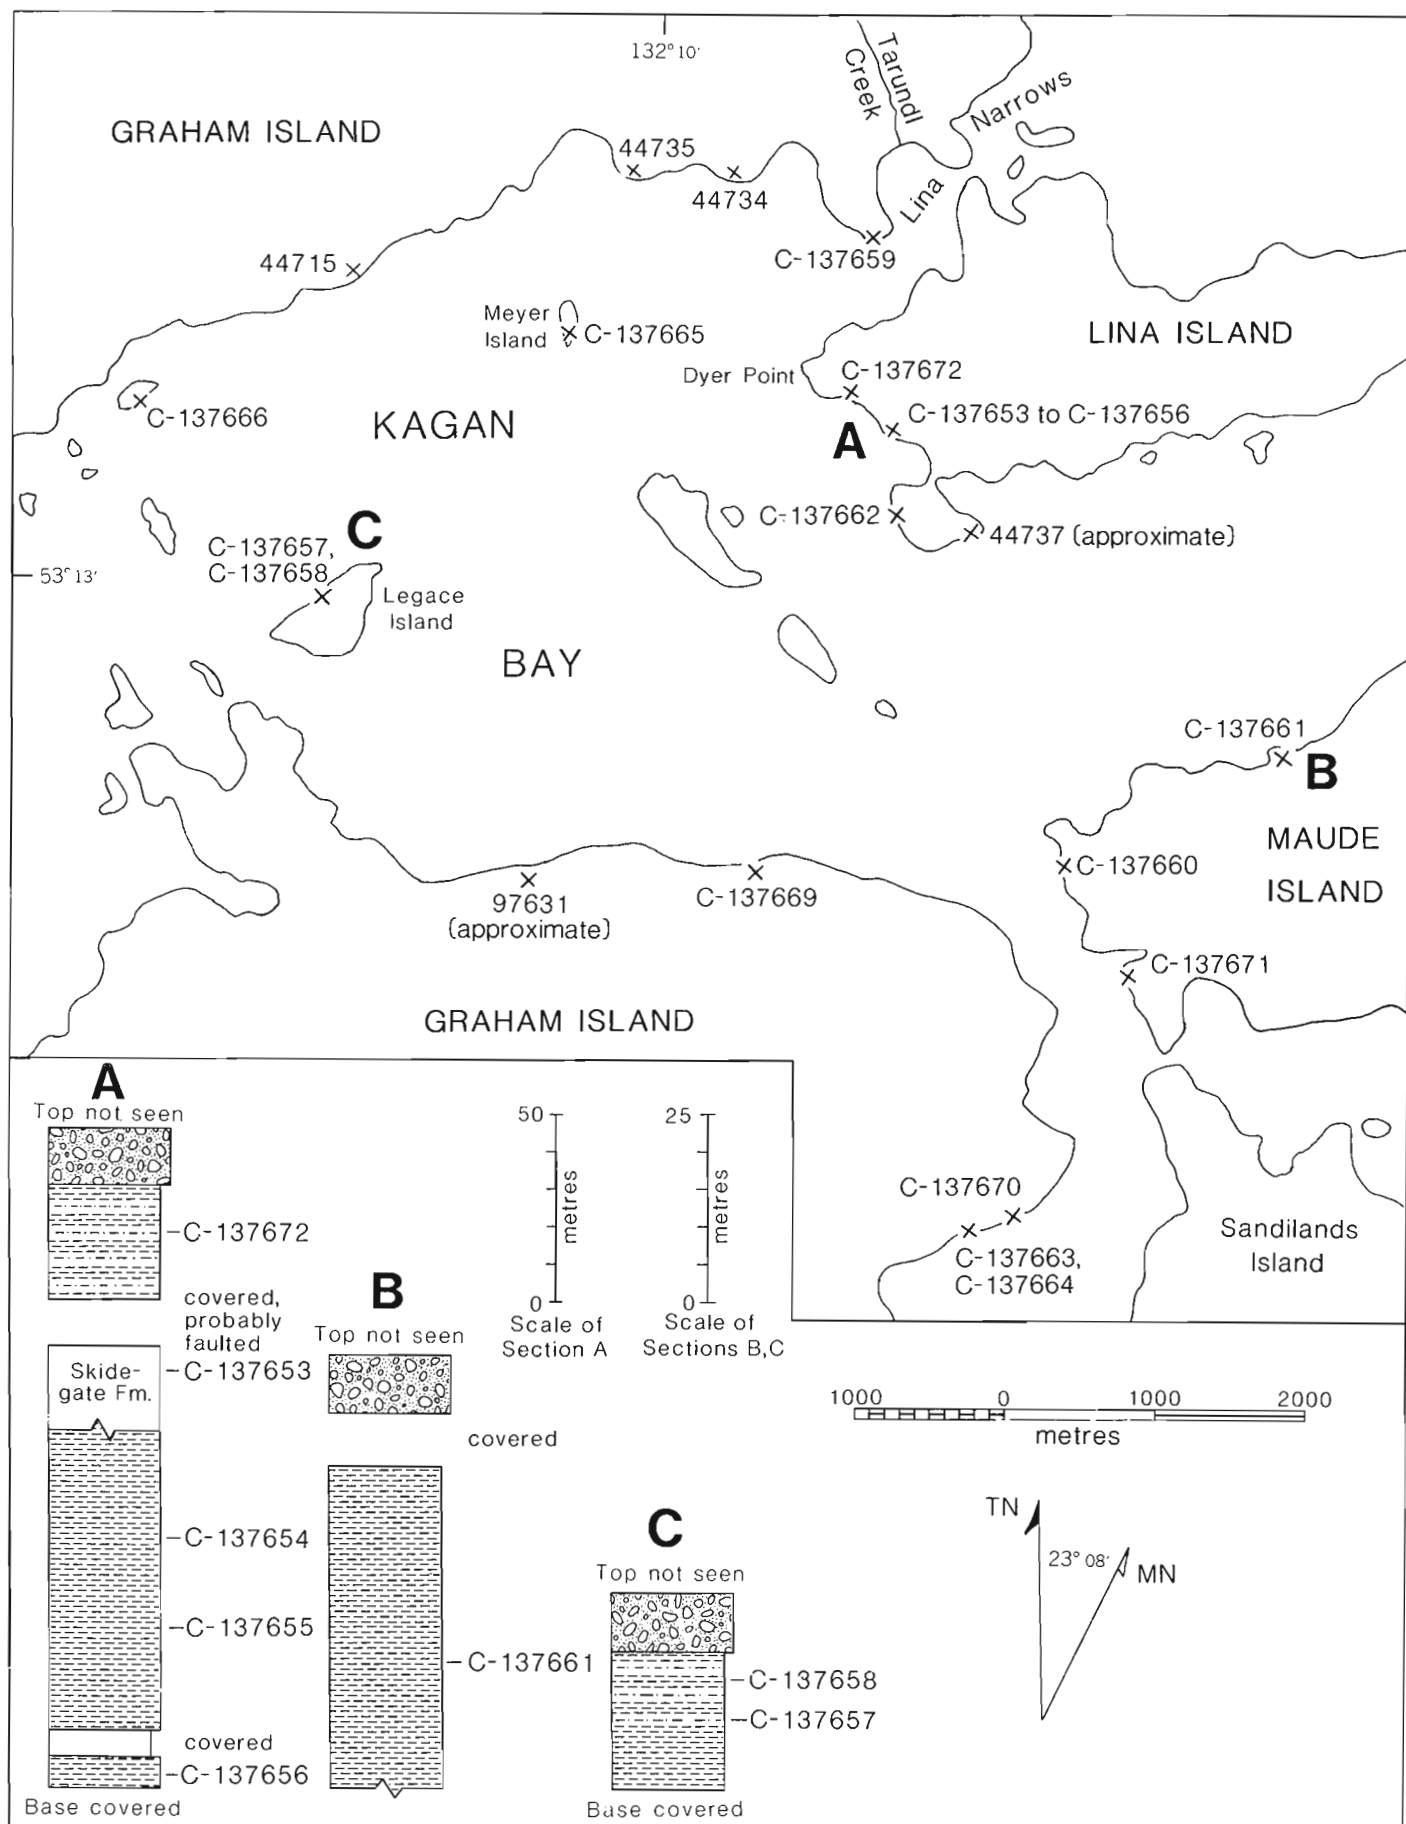 132° 10'
Tarundl
Creek
Narrows
GRAHAM ISLAND
44735
44734
Lina
C-137659
44715
Meyer
Island
C-137665
LINA ISLAND
Dyer Point
C-137672
C-137666
KAGAN
C-137653 to C-137656
A
C-137662
44737 (approximate)
C
C-137657,
C-137658
53° 13'
Legace
Island
BAY
C-137661
B
MAUDE
ISLAND
C-137660
97631
(approximate)
C-137669
C-137671
GRAHAM ISLAND
C-137670
C-137663,
C-137664
Sandilands
Island
A
Top not seen
C-137672
covered,
probably
faulted
Skide-
gate Fm.
C-137653
C-137654
C-137655
covered
C-137656
Base covered
B
Top not seen
covered
C-137661
50
metres
0
Scale of
Section A
25
metres
0
Scale of
Sections B,C
C
Top not seen
C-137658
C-137657
Base covered
1000 0 1000 2000
metres
TN
23° 08'
MN